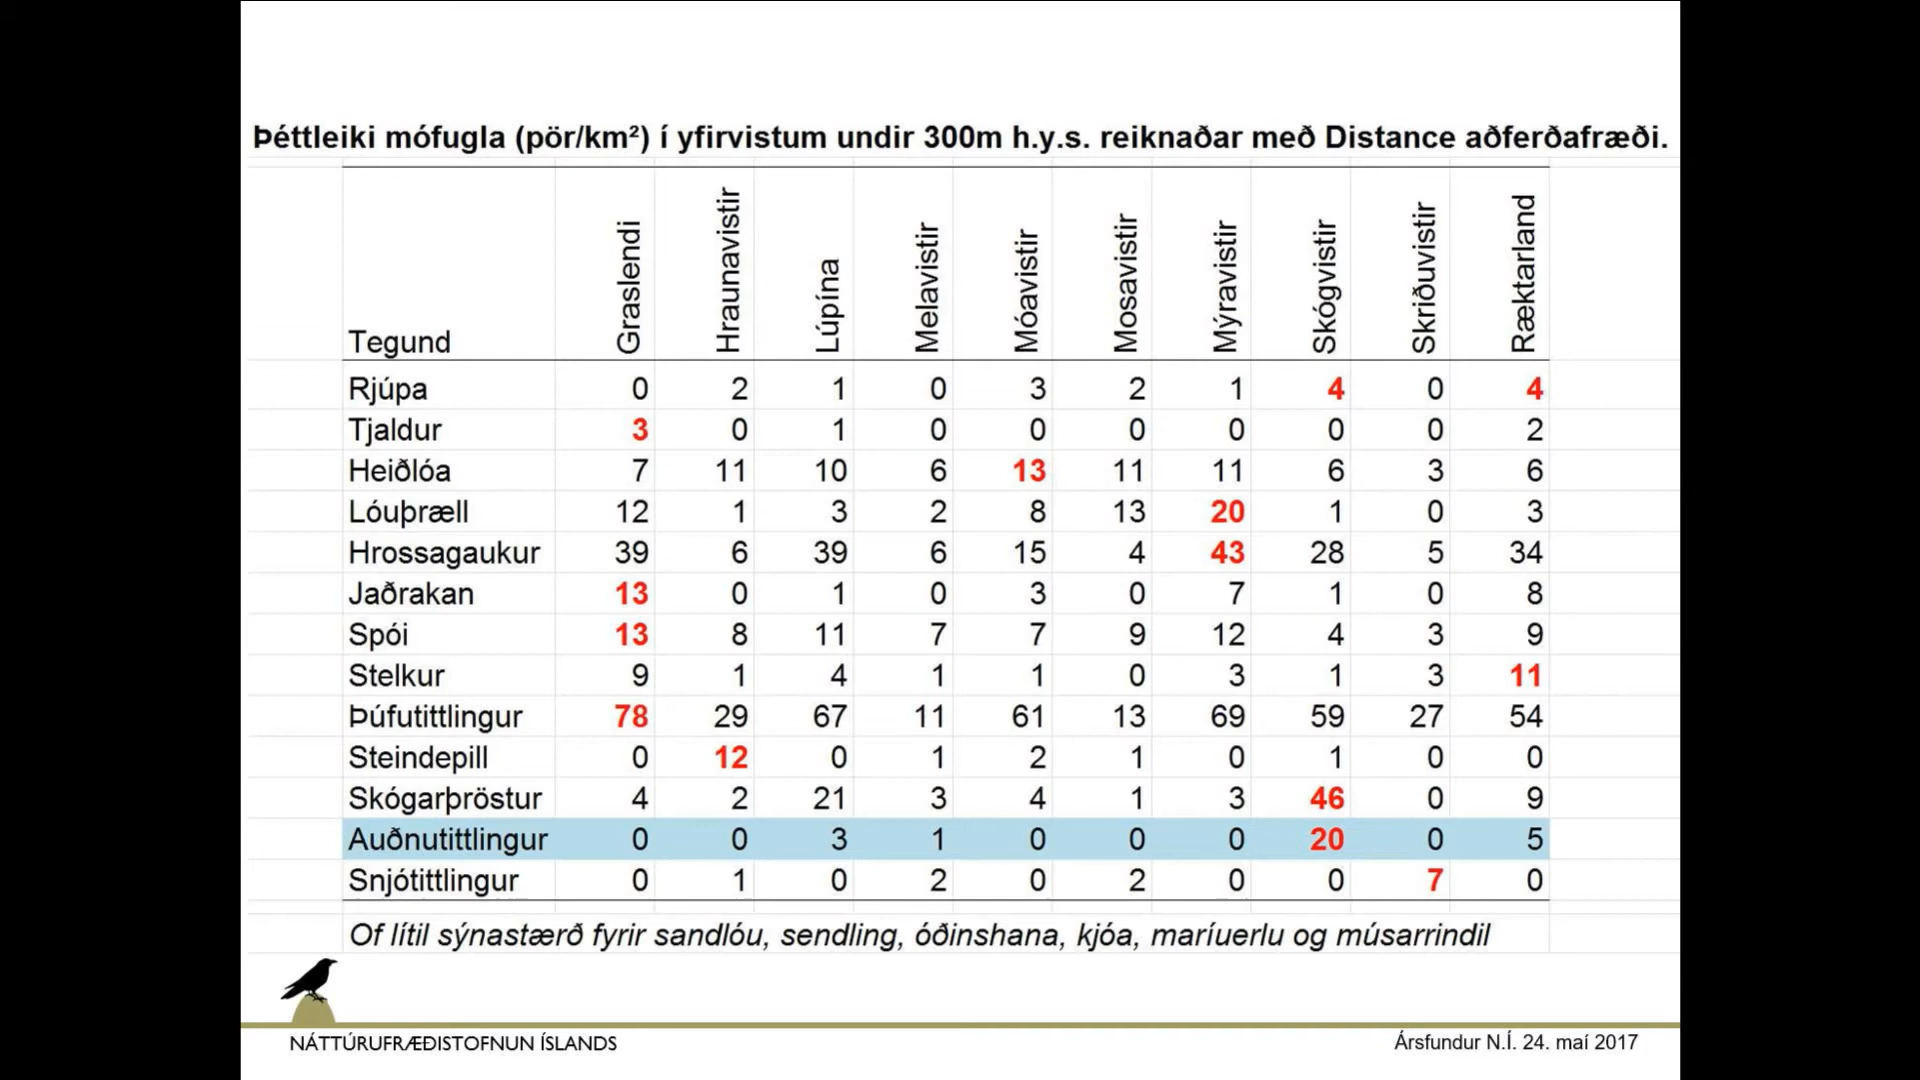 Þéttleiki mófugla (pör/km²) í yfirvistum undir 300m h.y.s. reiknaðar með Distance aðferðafræði.
Tegund Graslendi Hraunavistir Lúpína Melavistir Móavistir Mosavistir Mýravistir Skógvistir Skriðuvistir Ræktarland
Rjúpa 0 2 1 0 3 2 1 4 0 4
Tjaldur 3 0 1 0 0 0 0 0 0 2
Heiðlóa 7 11 10 6 13 11 11 6 3 6
Lóuþræll 12 1 3 2 8 13 20 1 0 3
Hrossagaukur 39 6 39 6 15 4 43 28 5 34
Jaðrakan 13 0 1 0 3 0 7 1 0 8
Spói 13 8 11 7 7 9 12 4 3 9
Stelkur 9 1 4 1 1 0 3 1 3 11
Þúfutittlingur 78 29 67 11 61 13 69 59 27 54
Steindepill 0 12 0 1 2 1 0 1 0 0
Skógarþröstur 4 2 21 3 4 1 3 46 0 9
Auðnutittlingur 0 0 3 1 0 0 0 20 0 5
Snjótittlingur 0 1 0 2 0 2 0 0 7 0
Of lítil sýnastærð fyrir sandlóu, sendling, óðinshana, kjóa, maríuerlu og músarrindil
NÁTTÚRUFRÆÐISTOFNUN ÍSLANDS
Ársfundur N.Í. 24. maí 2017